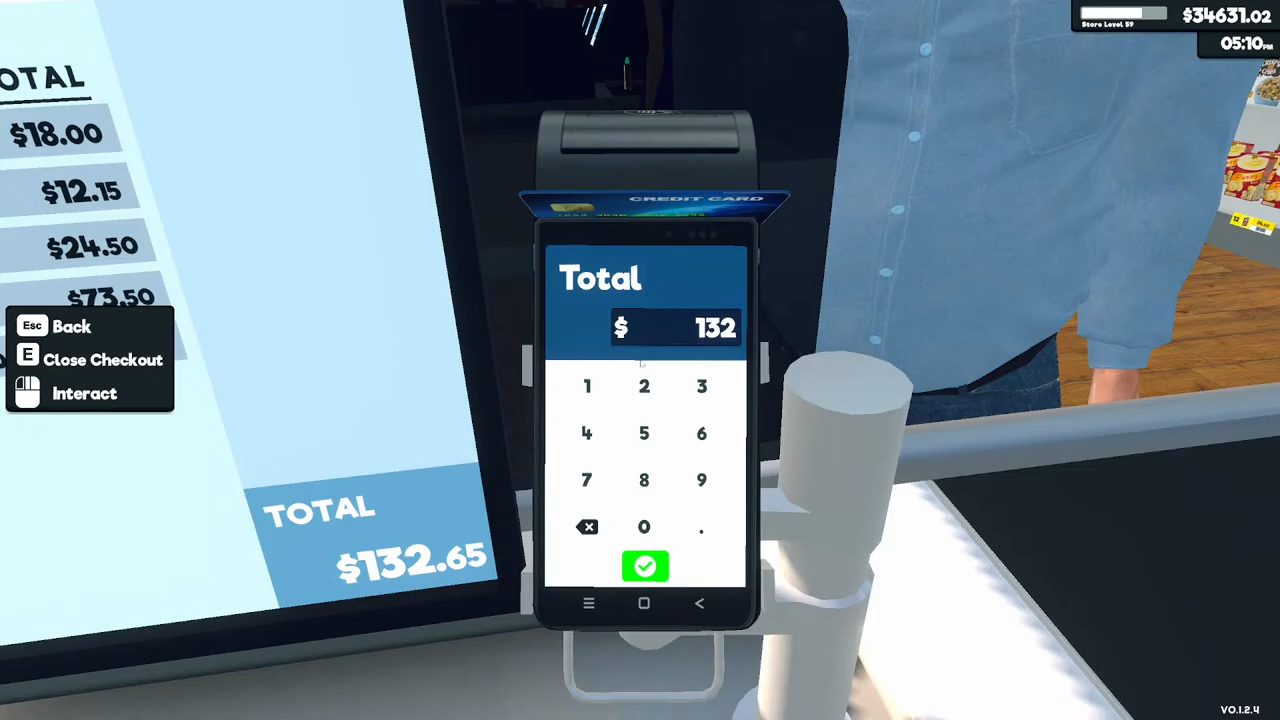 $34631.02
Store Level 59
05:10PM
OTAL
$18.00
$12.15
$24.50
$73.50
Esc Back
E Close Checkout
Interact
CREDIT CARD
Total
$ 132
1 2 3
4 5 6
7 8 9
0 .
TOTAL
$132.65
V0.1.2.4